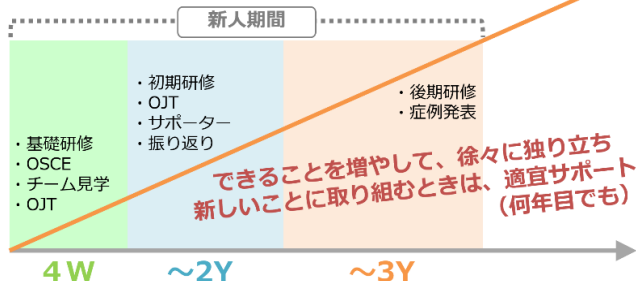 新人期間
・基礎研修
・OSCE
・チーム見学
・OJT
・初期研修
・OJT
・サポーター
・振り返り
・後期研修
・症例発表
できることを増やして、徐々に独り立ち
新しいことに取り組むときは、適宜サポート
（何年目でも）
４W
～2Y
～3Y